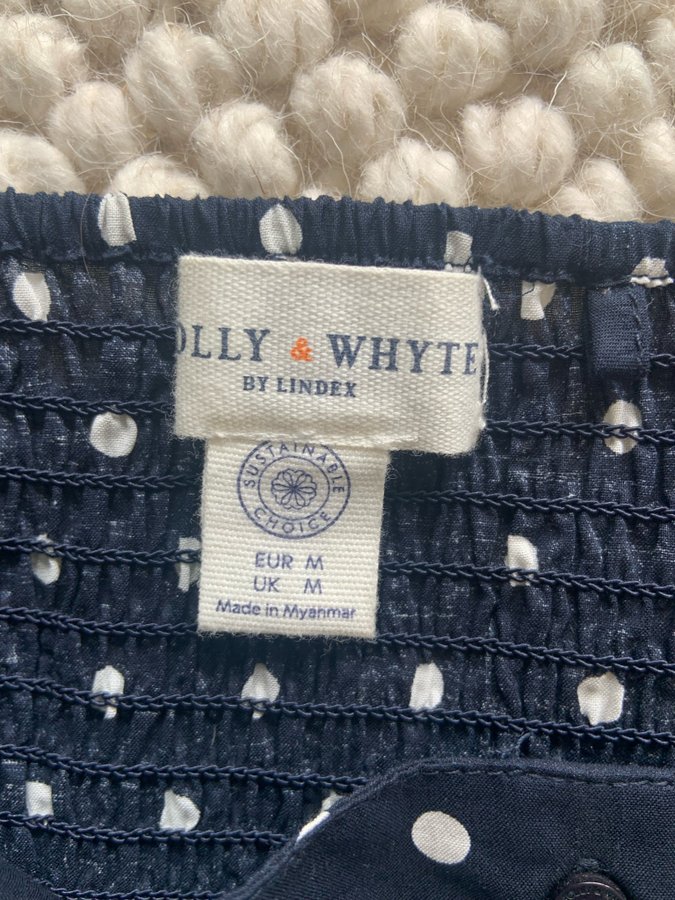 OLLY & WHYTE
BY LINDEX
SUSTAINABLE
CHOICE
EUR M
UK M
Made in Myanmar